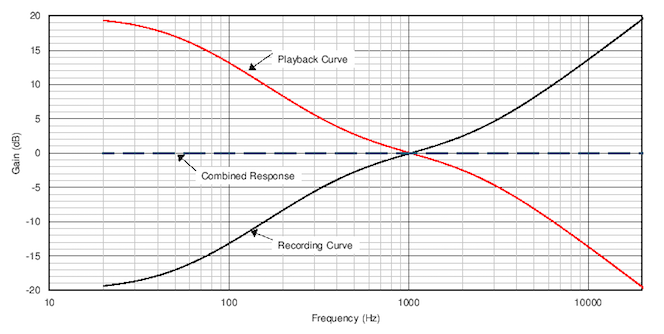 20
15
10
5
0
-5
-10
-15
-20
Gain (dB)
Playback Curve
Combined Response
Recording Curve
10
100
1000
10000
Frequency (Hz)